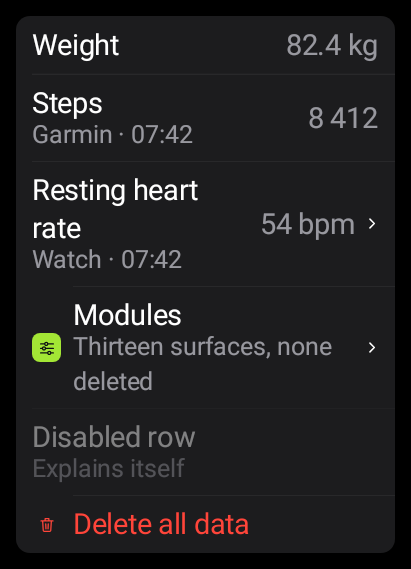 Weight
82.4 kg
Steps
Garmin · 07:42
8 412
Resting heart
rate
Watch · 07:42
54 bpm
Modules
Thirteen surfaces, none
deleted
Disabled row
Explains itself
Delete all data